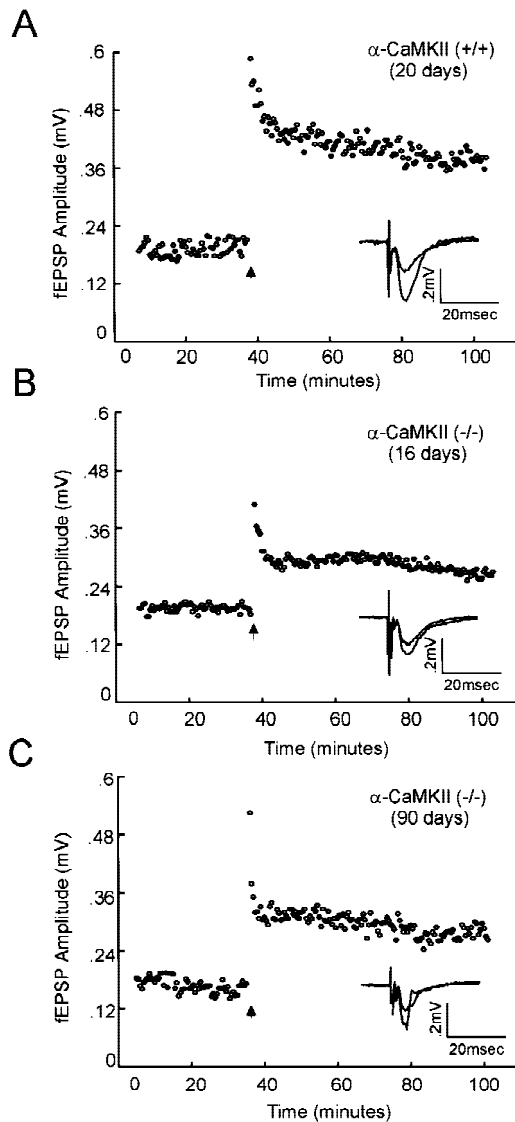 A
α-CaMKII (+/+)
(20 days)
fEPSP Amplitude (mV)
.6
.48
.36
.24
.12
0
.2mV
20msec
0 20 40 60 80 100
Time (minutes)
B
α-CaMKII (-/-)
(16 days)
fEPSP Amplitude (mV)
.6
.48
.36
.24
.12
0
.2mV
20msec
0 20 40 60 80 100
Time (minutes)
C
α-CaMKII (-/-)
(90 days)
fEPSP Amplitude (mV)
.6
.48
.36
.24
.12
0
.2mV
20msec
0 20 40 60 80 100
Time (minutes)